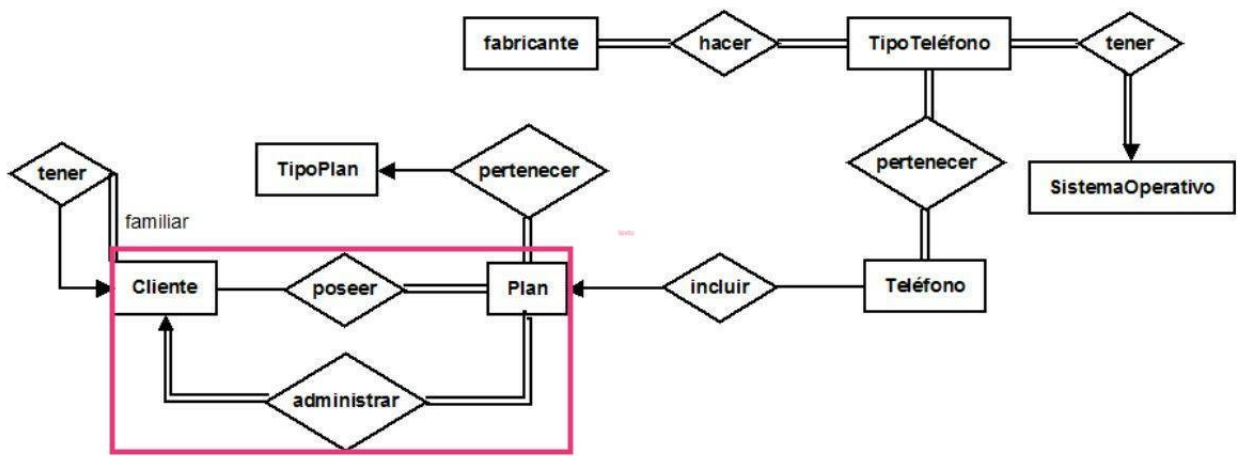 fabricante
hacer
TipoTeléfono
tener
tener
TipoPlan
pertenecer
pertenecer
SistemaOperativo
familiar
Cliente
poseer
Plan
incluir
Teléfono
administrar